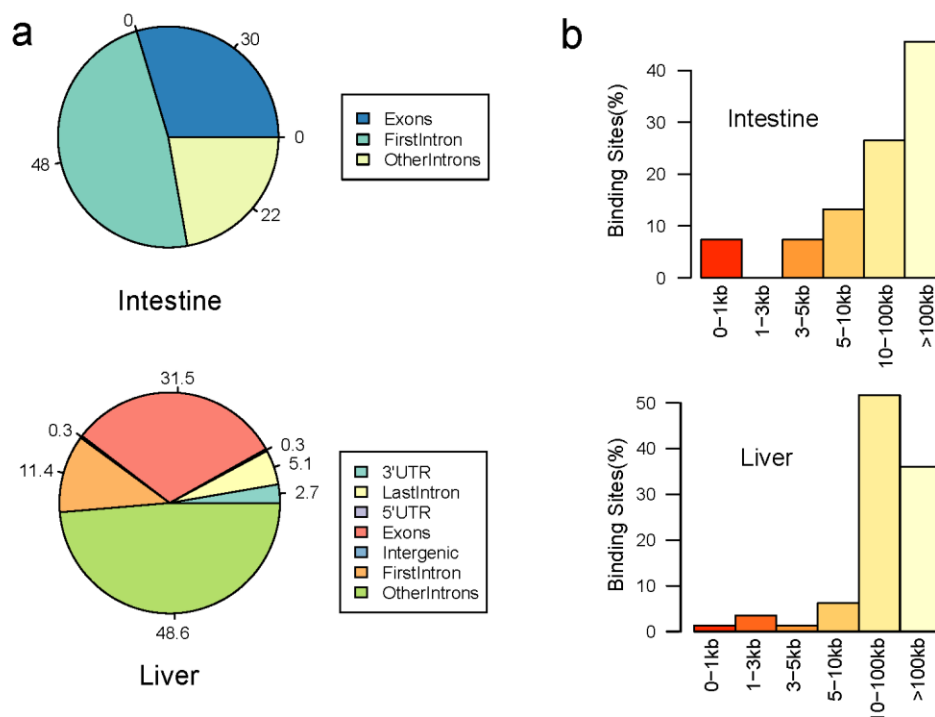 a
0
30
0
48
22
Exons
FirstIntron
OtherIntrons
Intestine
31.5
0.3
0.3
5.1
11.4
2.7
48.6
3'UTR
LastIntron
5'UTR
Exons
Intergenic
FirstIntron
OtherIntrons
Liver
b
Binding Sites(%)
40
30
20
10
0
Intestine
0-1kb
1-3kb
3-5kb
5-10kb
10-100kb
>100kb
Binding Sites(%)
50
40
30
20
10
0
Liver
0-1kb
1-3kb
3-5kb
5-10kb
10-100kb
>100kb